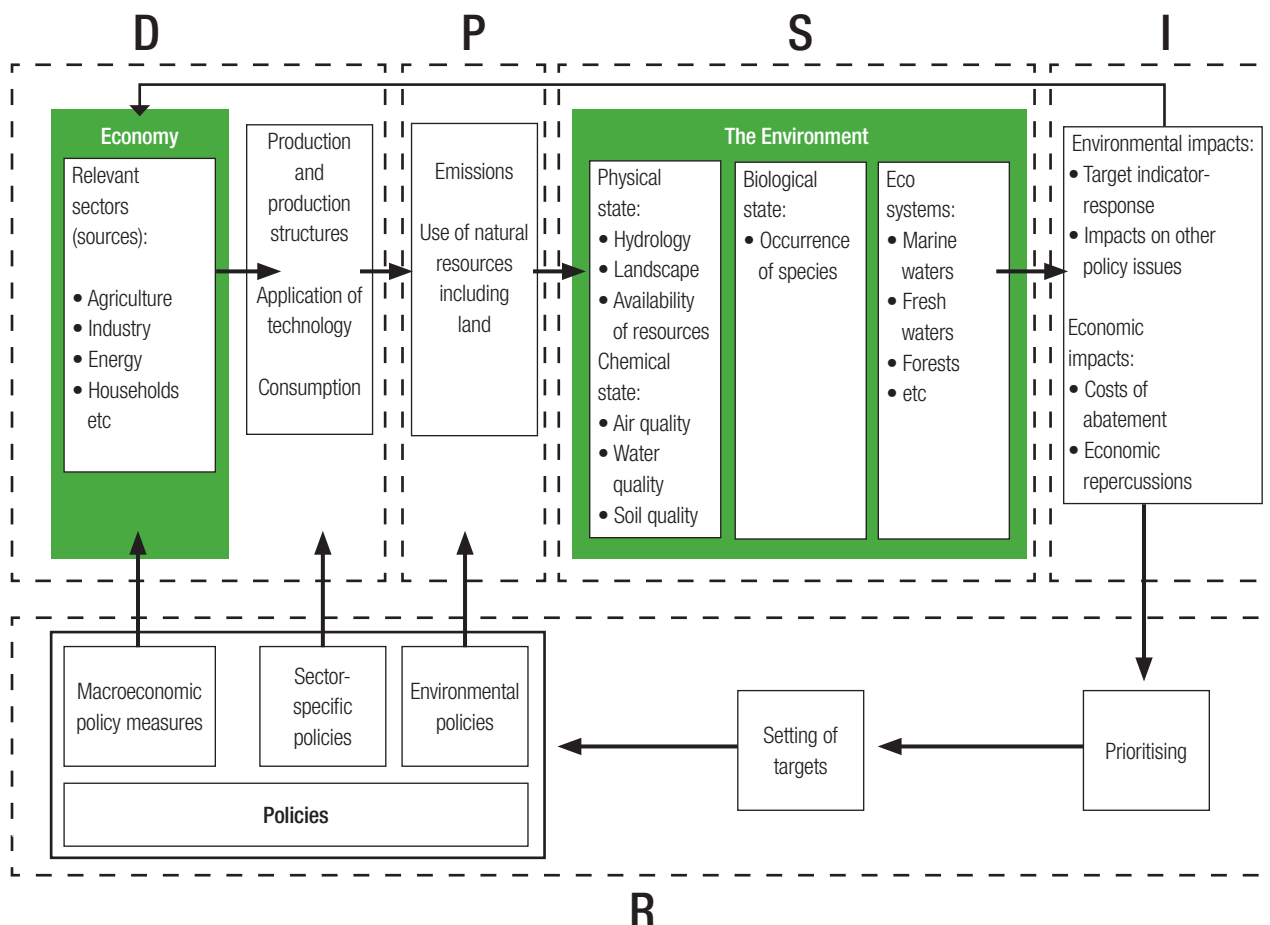 D
P
S
I
Economy
Relevant
sectors
(sources):
• Agriculture
• Industry
• Energy
• Households
etc
Production
and
production
structures
Application of
technology
Consumption
Emissions
Use of natural
resources
including
land
The Environment
Physical
state:
• Hydrology
• Landscape
• Availability
of resources
Chemical
state:
• Air quality
• Water
quality
• Soil quality
Biological
state:
• Occurrence
of species
Eco
systems:
• Marine
waters
• Fresh
waters
• Forests
• etc
Environmental impacts:
• Target indicator-
response
• Impacts on other
policy issues
Economic
impacts:
• Costs of
abatement
• Economic
repercussions
Macroeconomic
policy measures
Sector-
specific
policies
Environmental
policies
Policies
Setting of
targets
Prioritising
R